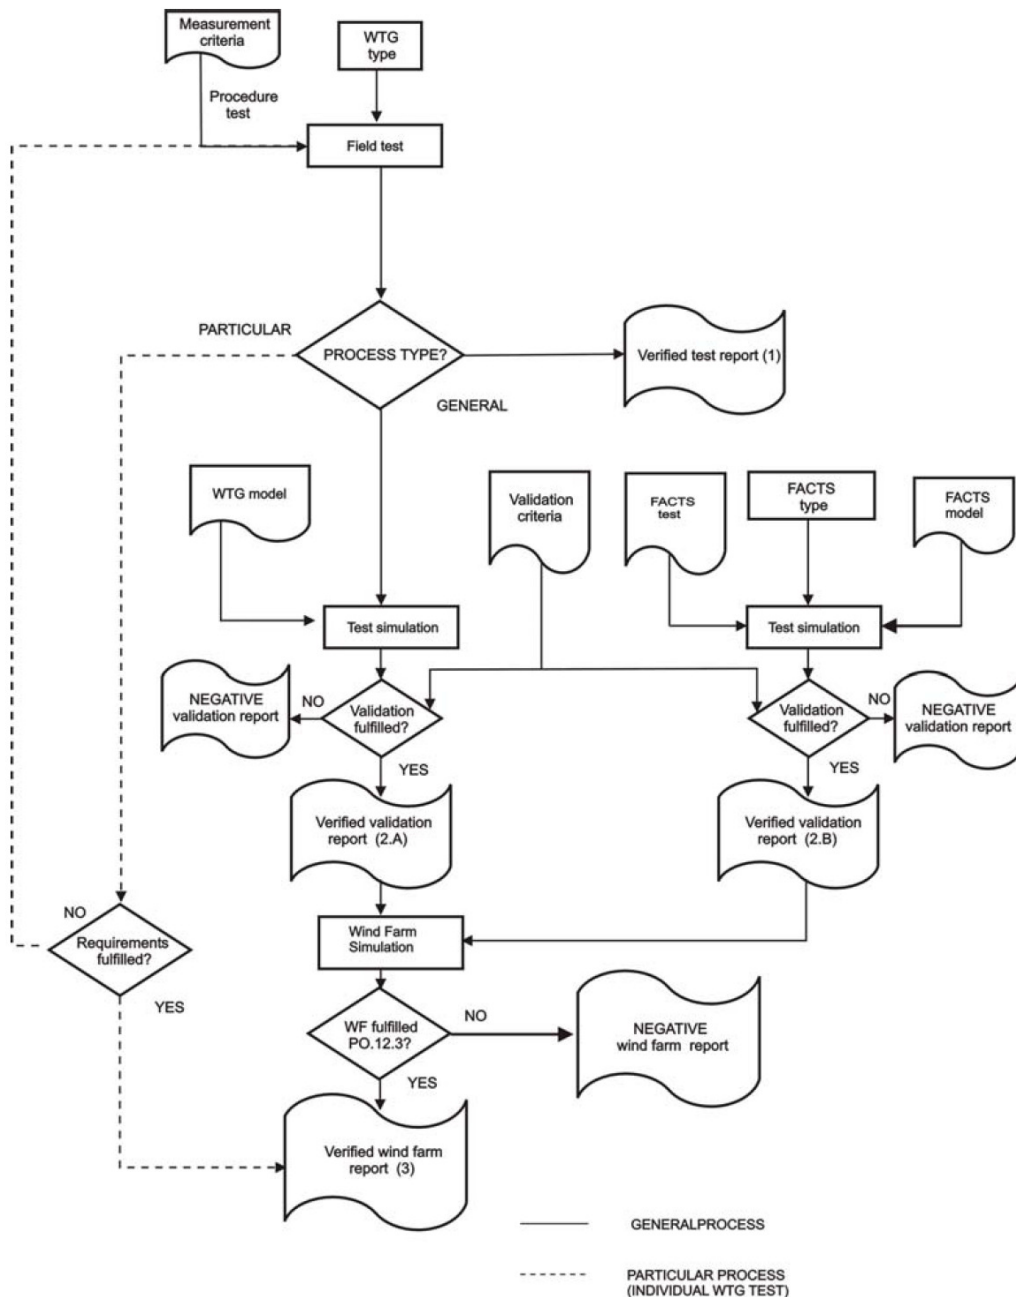 Measurement
criteria
WTG
type
Procedure
test
Field test
PARTICULAR
PROCESS TYPE?
Verified test report (1)
GENERAL
WTG model
Validation
criteria
FACTS
test
FACTS
type
FACTS
model
Test simulation
Test simulation
NEGATIVE
validation report
NO
Validation
fulfilled?
Validation
fulfilled?
NO
NEGATIVE
validation report
YES
YES
Verified validation
report (2.A)
Verified validation
report (2.B)
NO
Requirements
fulfilled?
YES
Wind Farm
Simulation
WF fulfilled
PO.12.3?
NO
NEGATIVE
wind farm report
YES
Verified wind farm
report (3)
GENERALPROCESS
PARTICULAR PROCESS
(INDIVIDUAL WTG TEST)